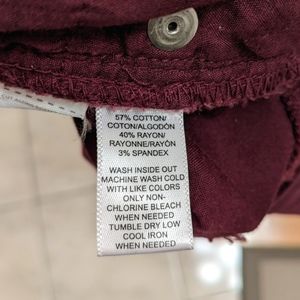 57% COTTON/
COTON/ALGODÓN
40% RAYON/
RAYONNE/RAYÓN
3% SPANDEX
WASH INSIDE OUT
MACHINE WASH COLD
WITH LIKE COLORS
ONLY NON-
CHLORINE BLEACH
WHEN NEEDED
TUMBLE DRY LOW
COOL IRON
WHEN NEEDED